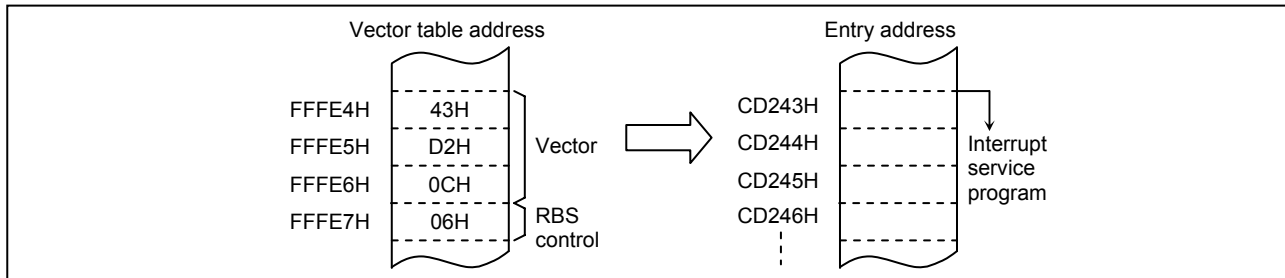 Vector table address
Entry address
FFFE4H 43H
FFFE5H D2H
FFFE6H 0CH
FFFE7H 06H
Vector
RBS
control
CD243H
CD244H
CD245H
CD246H
Interrupt
service
program